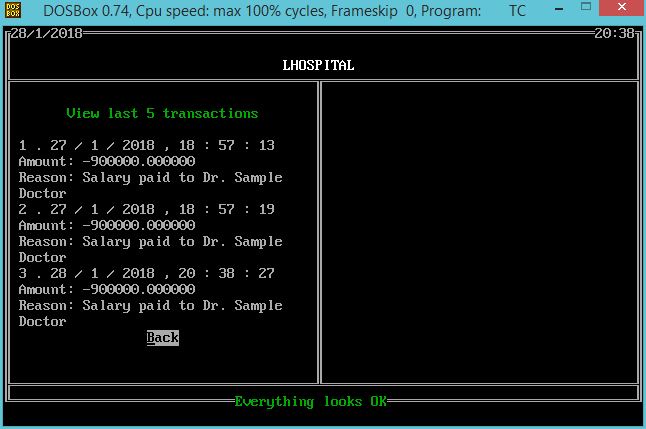 DOSBox 0.74, Cpu speed: max 100% cycles, Frameskip 0, Program: TC
28/1/2018 20:38
LHOSPITAL
View last 5 transactions
1 . 27 / 1 / 2018 , 18 : 57 : 13
Amount: -900000.000000
Reason: Salary paid to Dr. Sample
Doctor
2 . 27 / 1 / 2018 , 18 : 57 : 19
Amount: -900000.000000
Reason: Salary paid to Dr. Sample
Doctor
3 . 28 / 1 / 2018 , 20 : 38 : 27
Amount: -900000.000000
Reason: Salary paid to Dr. Sample
Doctor
Back
Everything looks OK